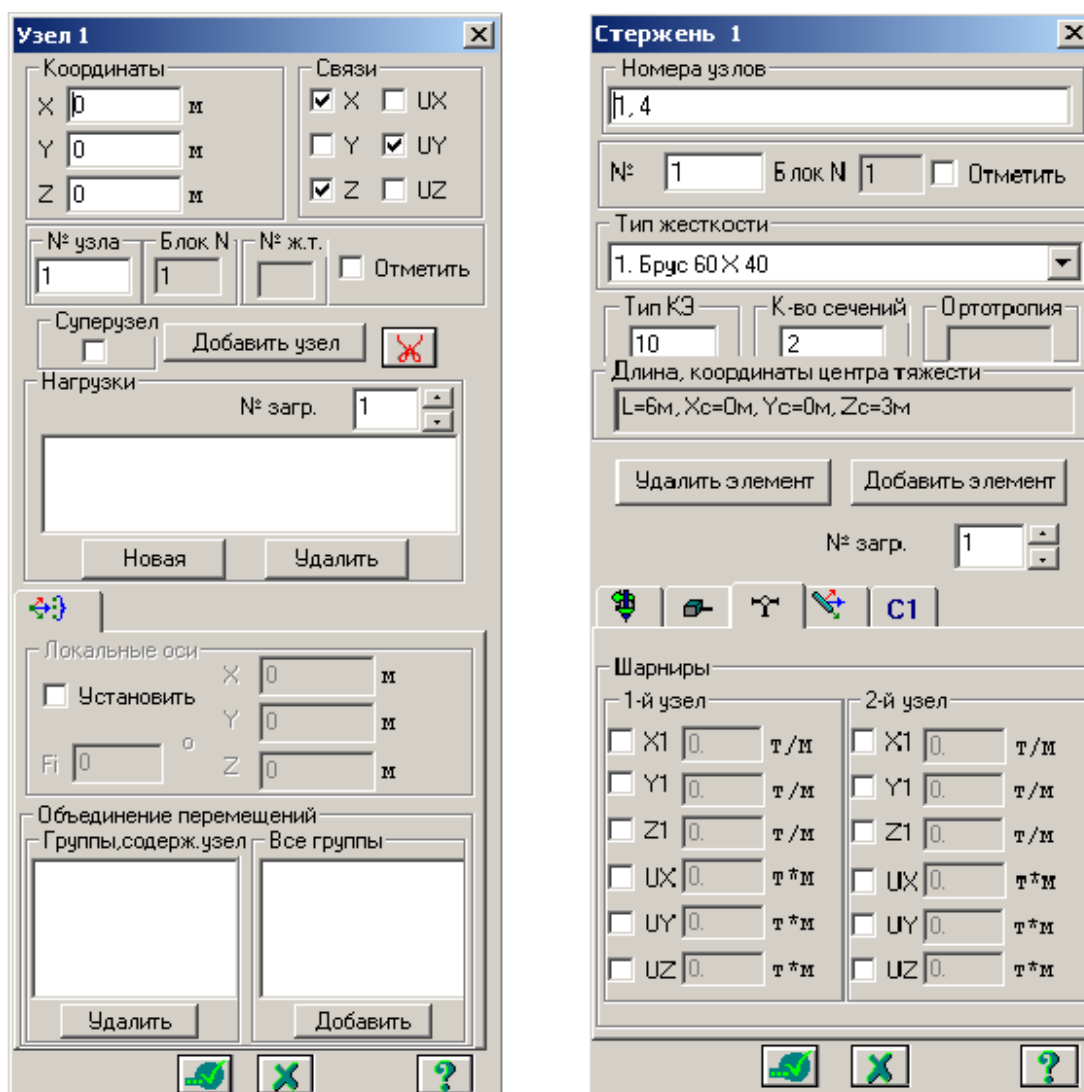 Узел 1
Координаты
X 0 м
Y 0 м
Z 0 м
Связи
X UX
Y UY
Z UZ
№ узла Блок N № ж.т.
1 1 Отметить
Суперузел
Добавить узел
Нагрузки
№ загр. 1
Новая Удалить
Локальные оси
Установить
X 0 м
Y 0 м
Fi 0 о Z 0 м
Объединение перемещений
Группы,содерж.узел Все группы
Удалить Добавить
?
Стержень 1
Номера узлов
1, 4
№ 1 Блок N 1 Отметить
Тип жесткости
1. Брус 60 X 40
Тип КЭ К-во сечений Ортотропия
10 2
Длина, координаты центра тяжести
L=6м, Xc=0м, Yc=0м, Zc=3м
Удалить элемент Добавить элемент
№ загр. 1
C1
Шарниры
1-й узел 2-й узел
X1 0. т/м X1 0. т/м
Y1 0. т/м Y1 0. т/м
Z1 0. т/м Z1 0. т/м
UX 0. т*м UX 0. т*м
UY 0. т*м UY 0. т*м
UZ 0. т*м UZ 0. т*м
?